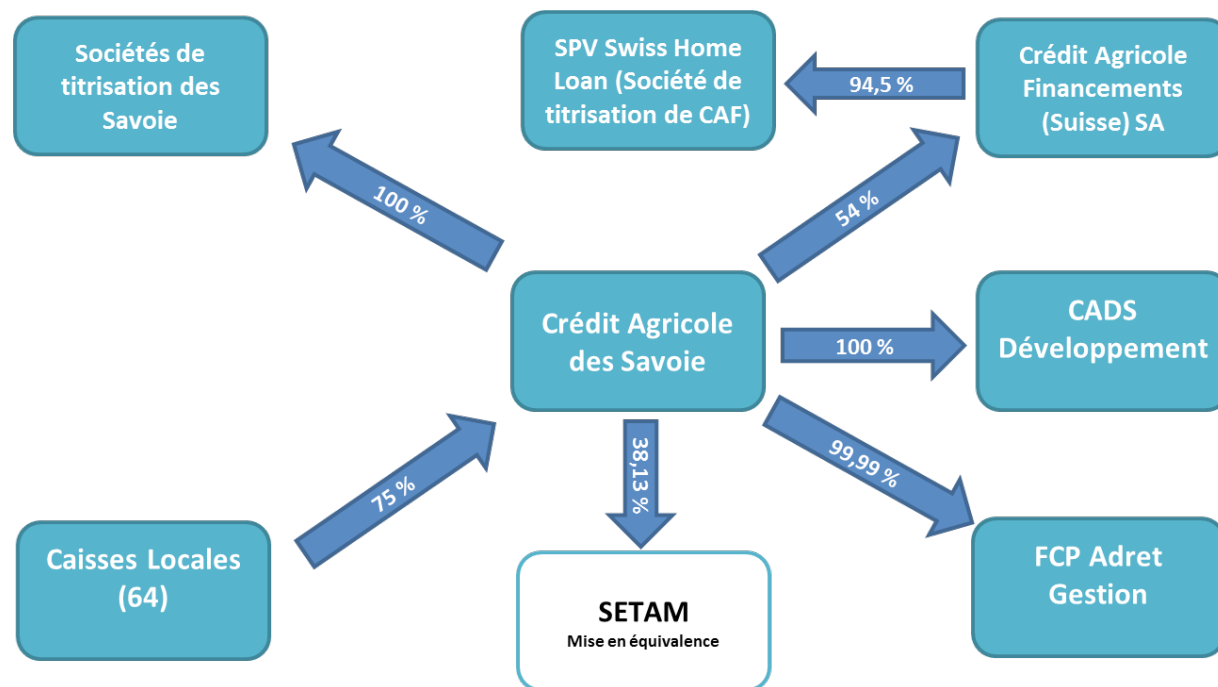 Sociétés de
titrisation des
Savoie
SPV Swiss Home
Loan (Société de
titrisation de CAF)
94,5 %
Crédit Agricole
Financements
(Suisse) SA
100 %
54 %
Crédit Agricole
des Savoie
100 %
CADS
Développement
75 %
38,13 %
99,99 %
Caisses Locales
(64)
SETAM
Mise en équivalence
FCP Adret
Gestion